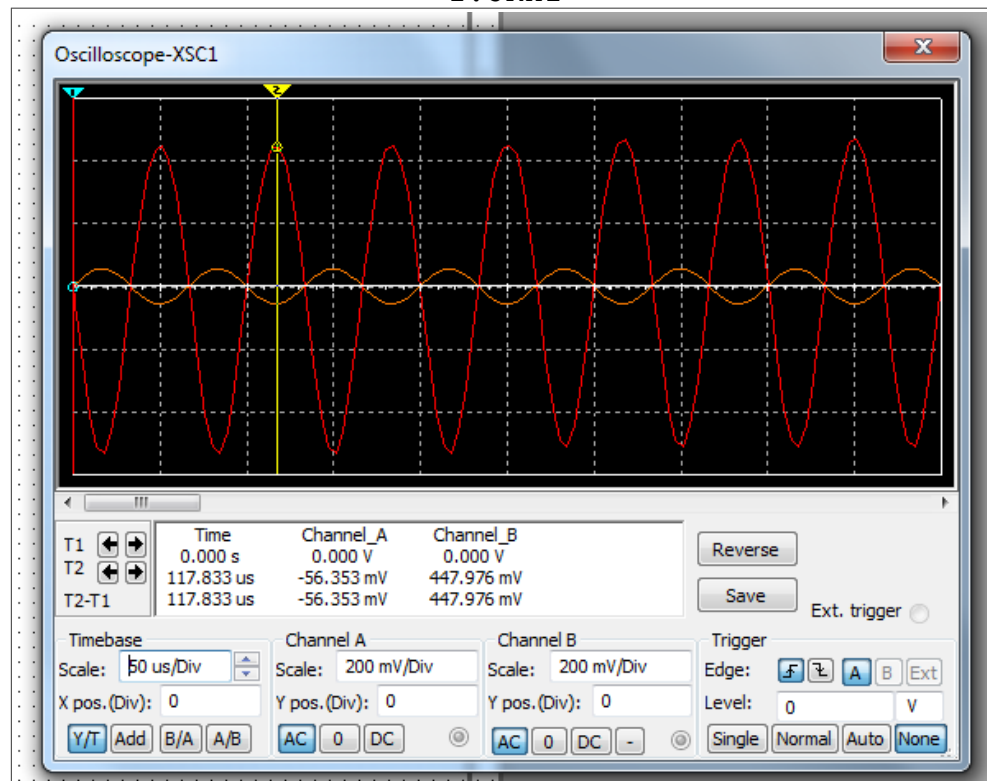 Oscilloscope-XSC1
1
2
T1
T2
T2-T1
Time Channel_A Channel_B
0.000 s 0.000 V 0.000 V
117.833 us -56.353 mV 447.976 mV
117.833 us -56.353 mV 447.976 mV
Reverse
Save
Ext. trigger
Timebase
Scale: 50 us/Div
X pos.(Div): 0
Y/T Add B/A A/B
Channel A
Scale: 200 mV/Div
Y pos.(Div): 0
AC 0 DC
Channel B
Scale: 200 mV/Div
Y pos.(Div): 0
AC 0 DC -
Trigger
Edge: A B Ext
Level: 0 V
Single Normal Auto None